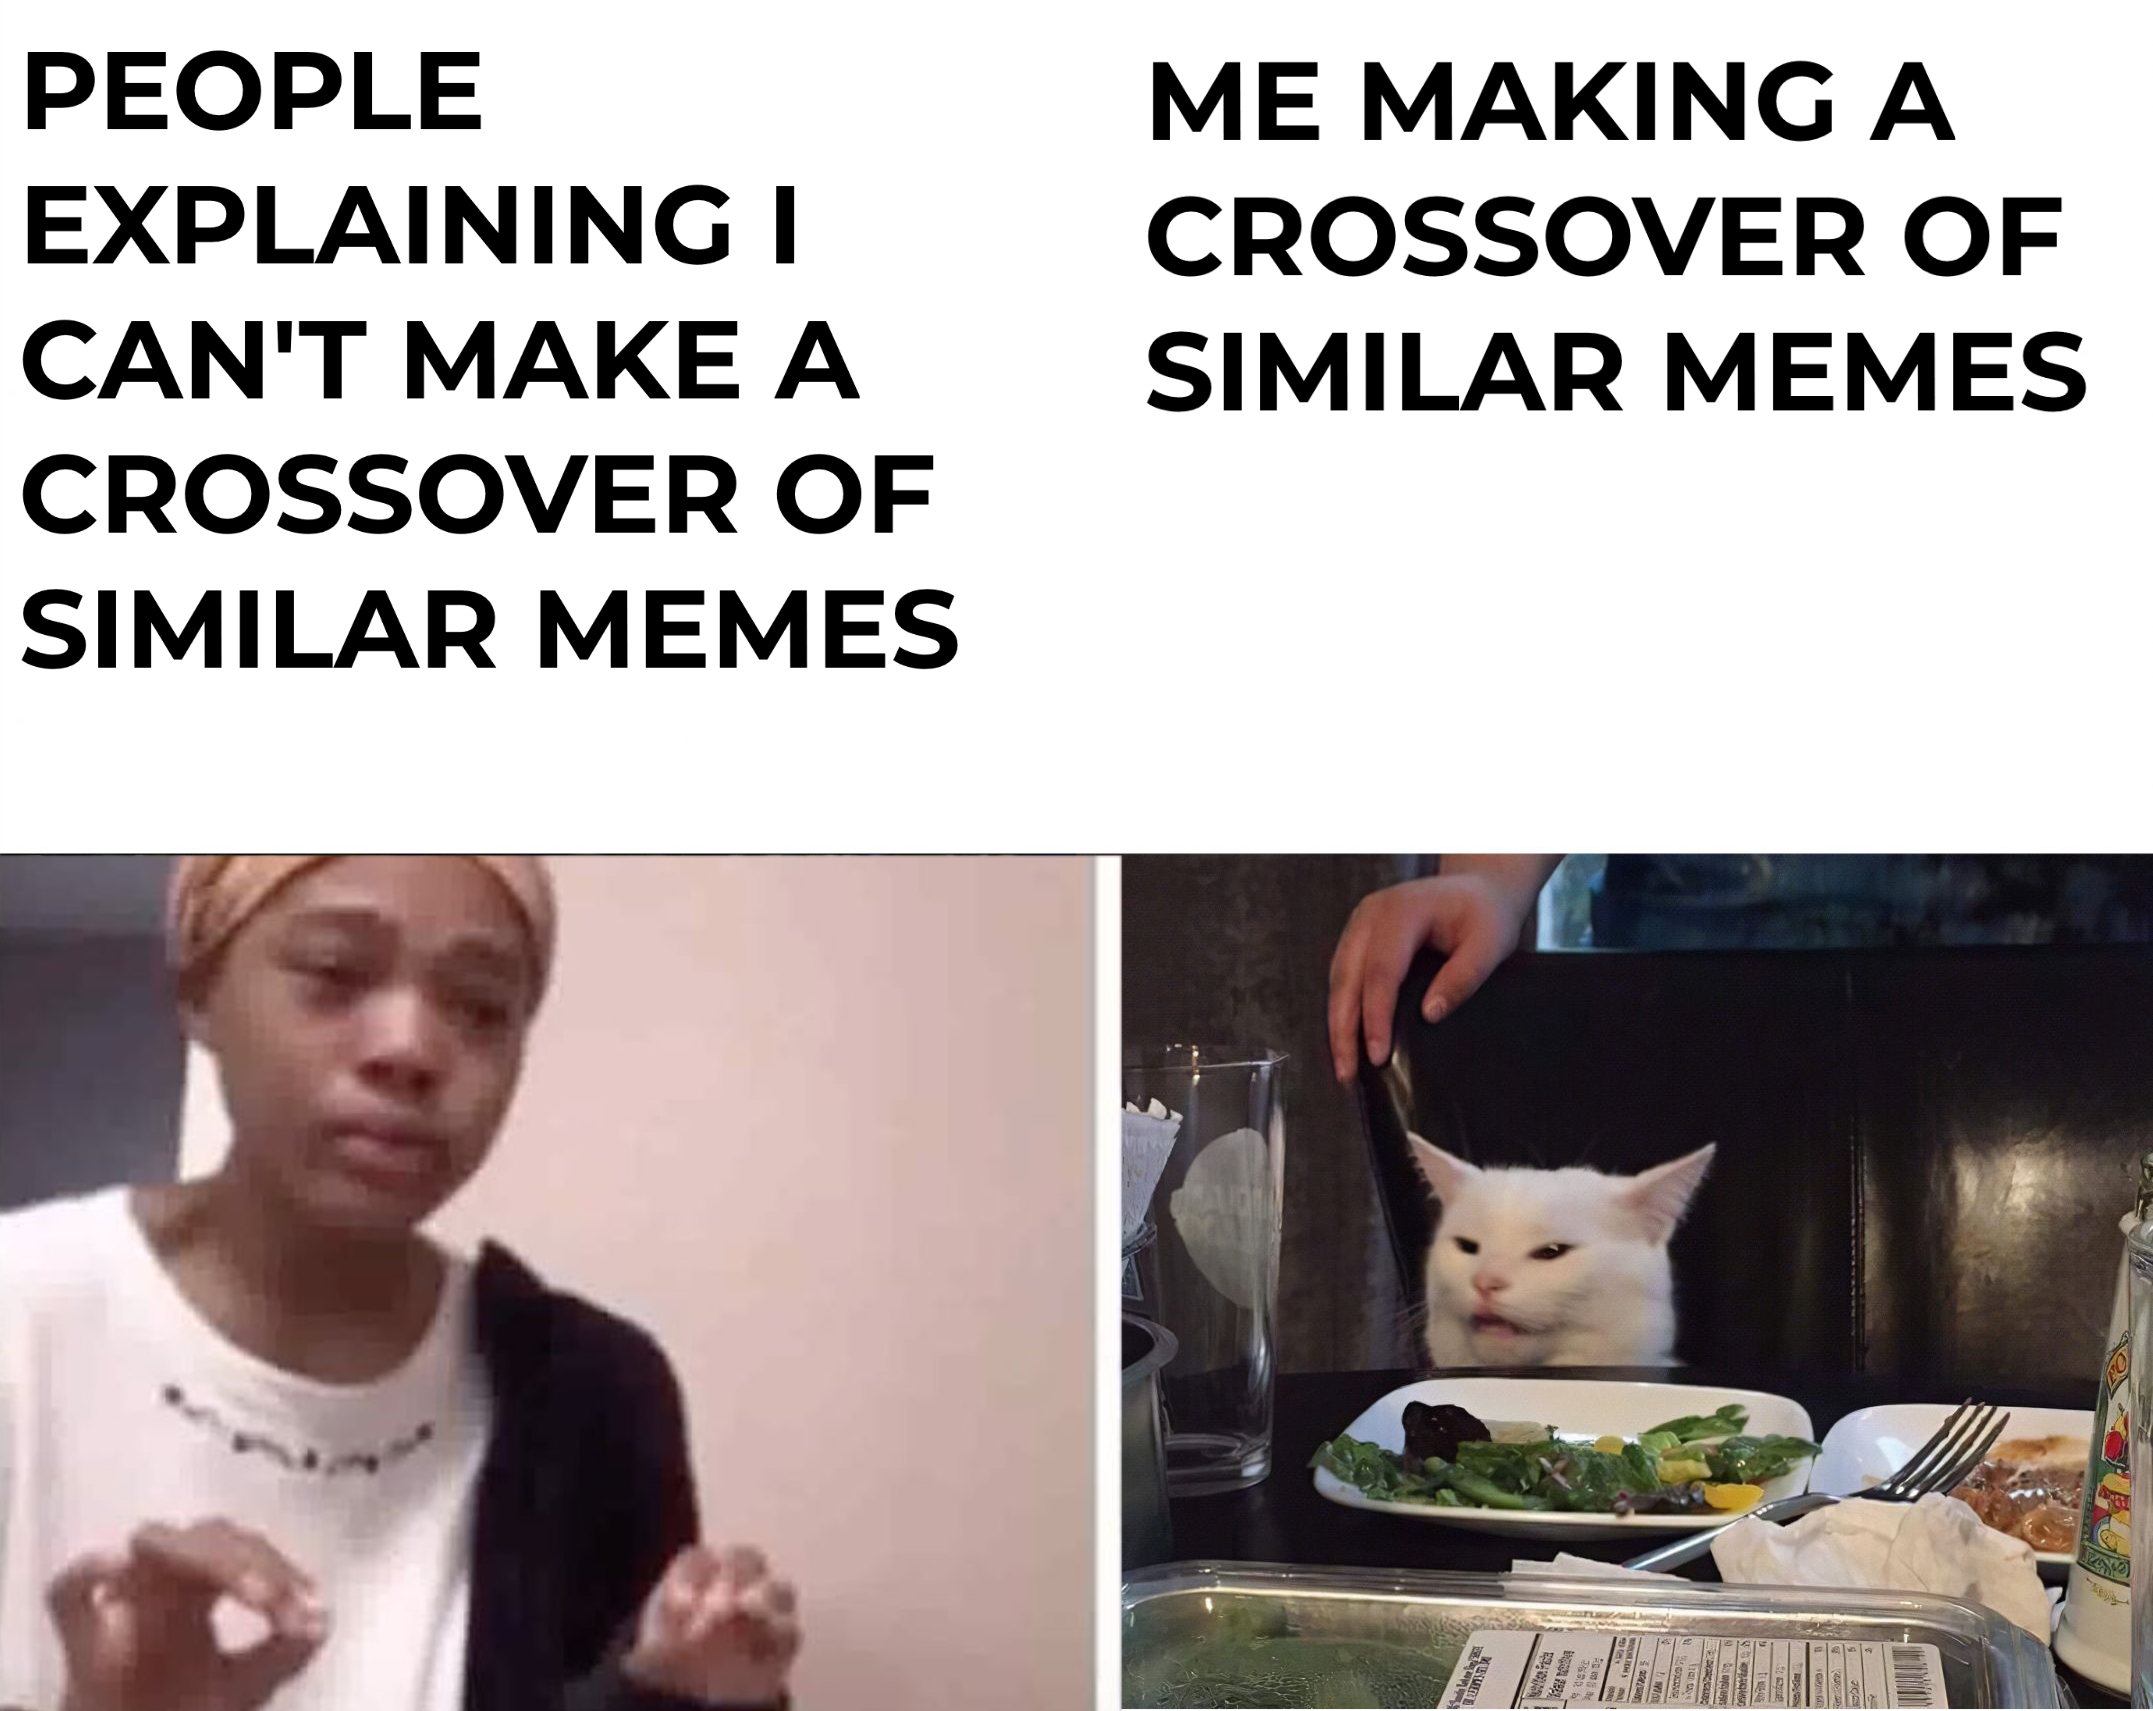 PEOPLE
EXPLAINING I
CAN'T MAKE A
CROSSOVER OF
SIMILAR MEMES
ME MAKING A
CROSSOVER OF
SIMILAR MEMES